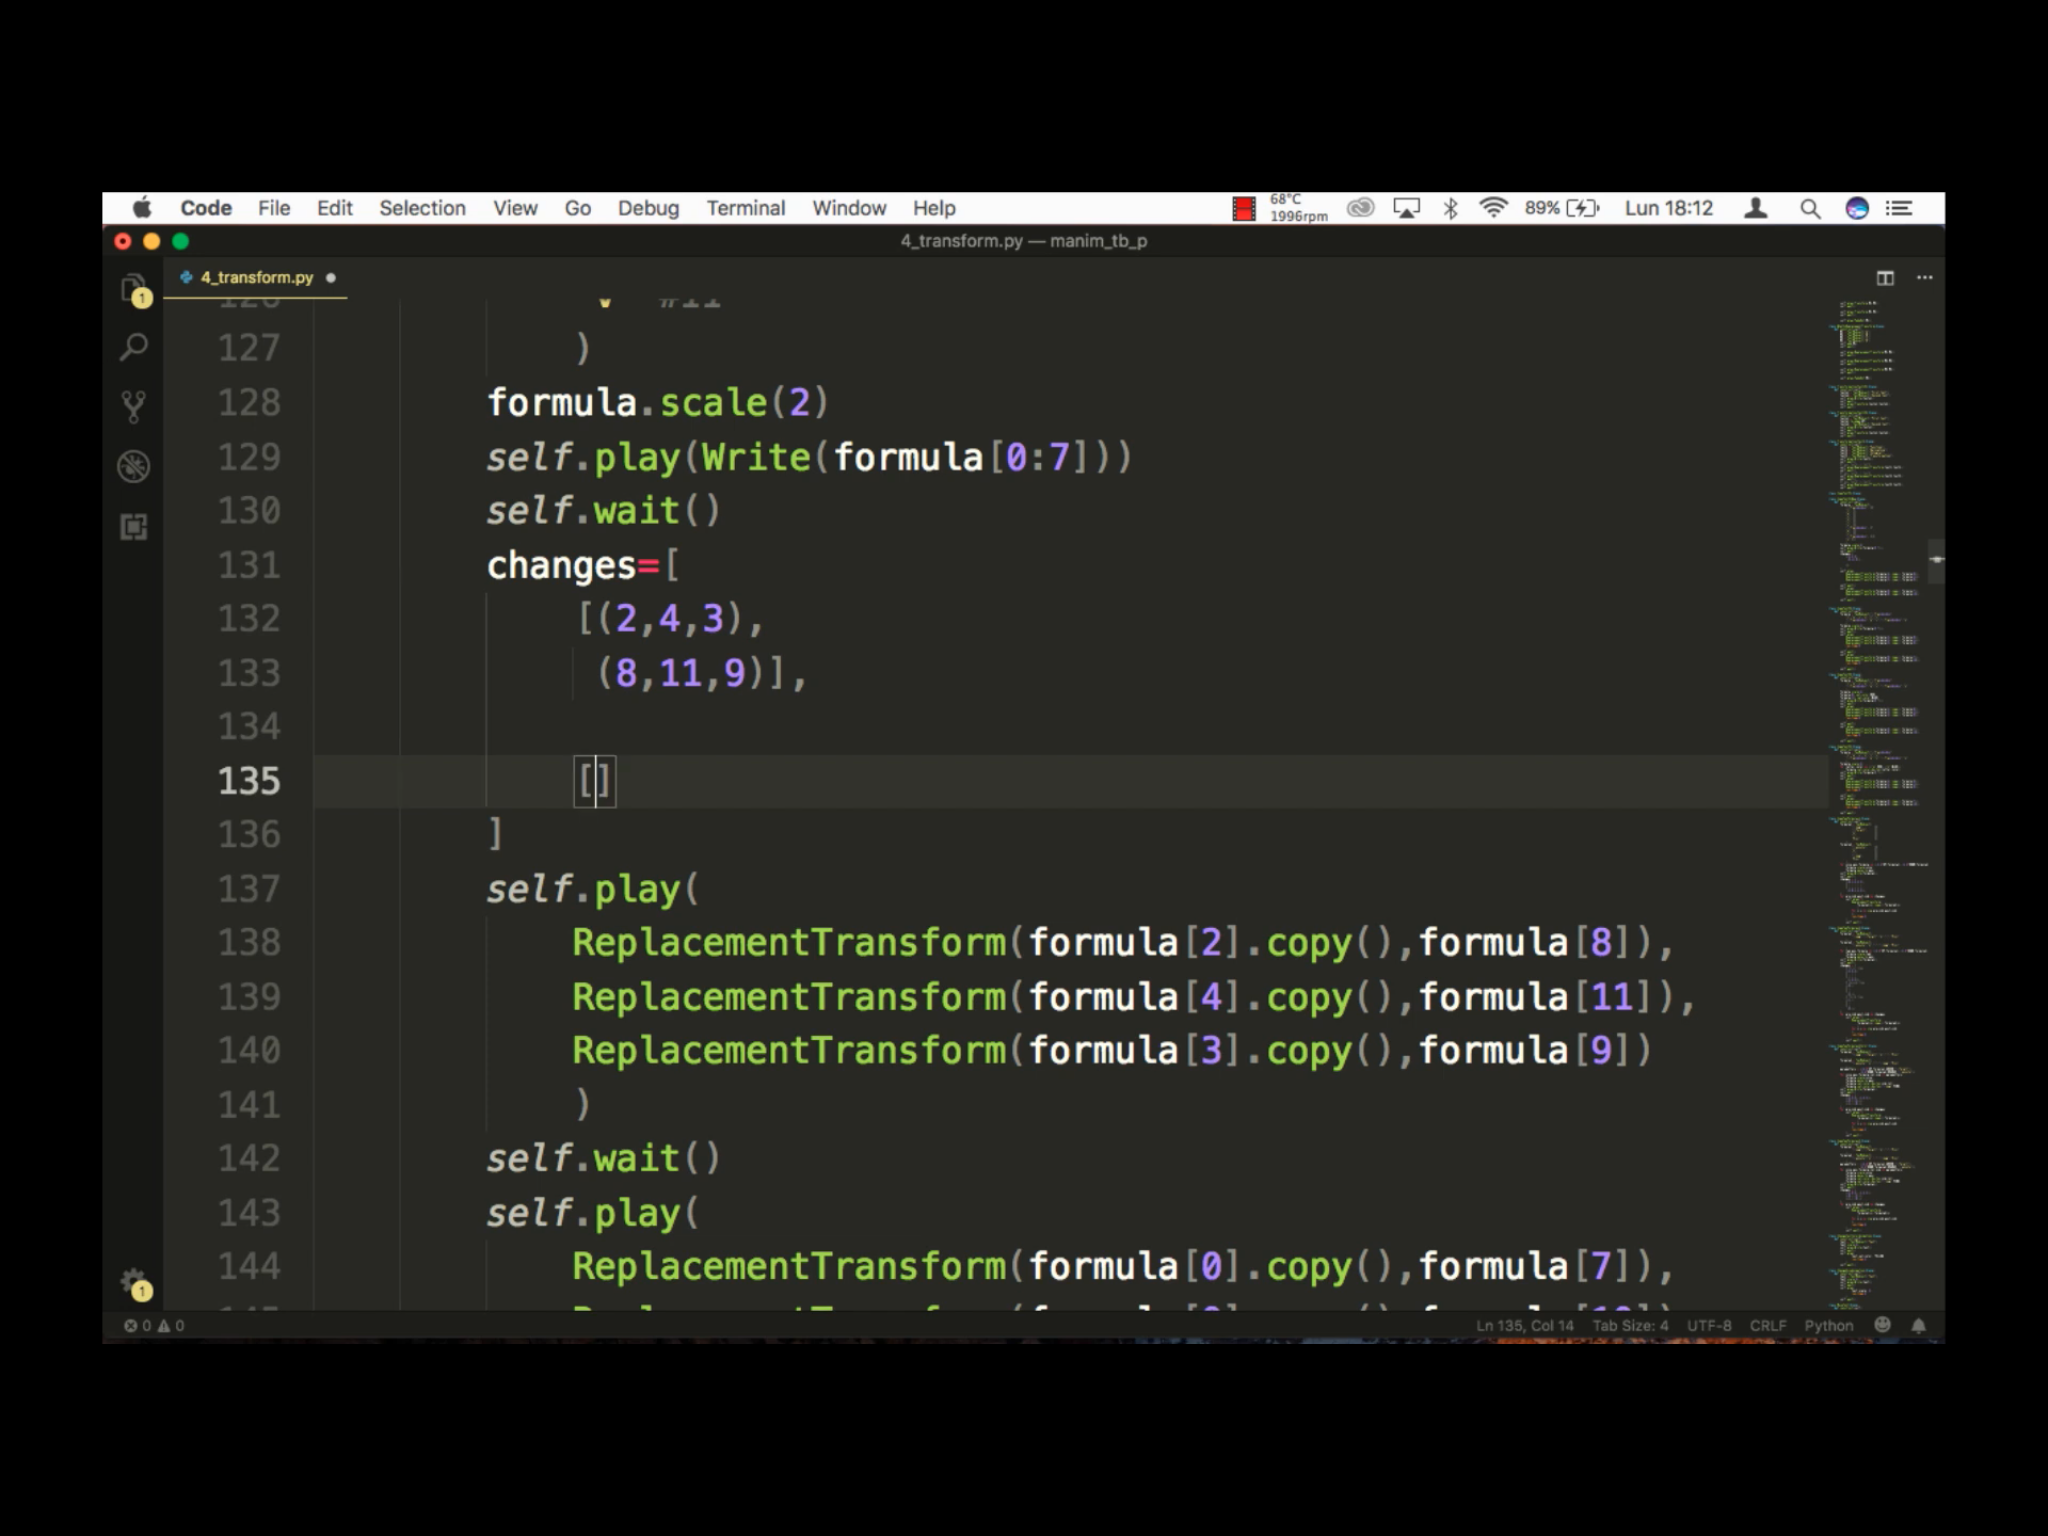 Code File Edit Selection View Go Debug Terminal Window Help 68°C 1996rpm 89% Lun 18:12
4_transform.py — manim_tb_p
4_transform.py
1
126 #11
127 )
128 formula.scale(2)
129 self.play(Write(formula[0:7]))
130 self.wait()
131 changes=[
132 [(2,4,3),
133 (8,11,9)],
134
135 []
136 ]
137 self.play(
138 ReplacementTransform(formula[2].copy(),formula[8]),
139 ReplacementTransform(formula[4].copy(),formula[11]),
140 ReplacementTransform(formula[3].copy(),formula[9])
141 )
142 self.wait()
143 self.play(
144 ReplacementTransform(formula[0].copy(),formula[7]),
1
0 0 Ln 135, Col 14 Tab Size: 4 UTF-8 CRLF Python